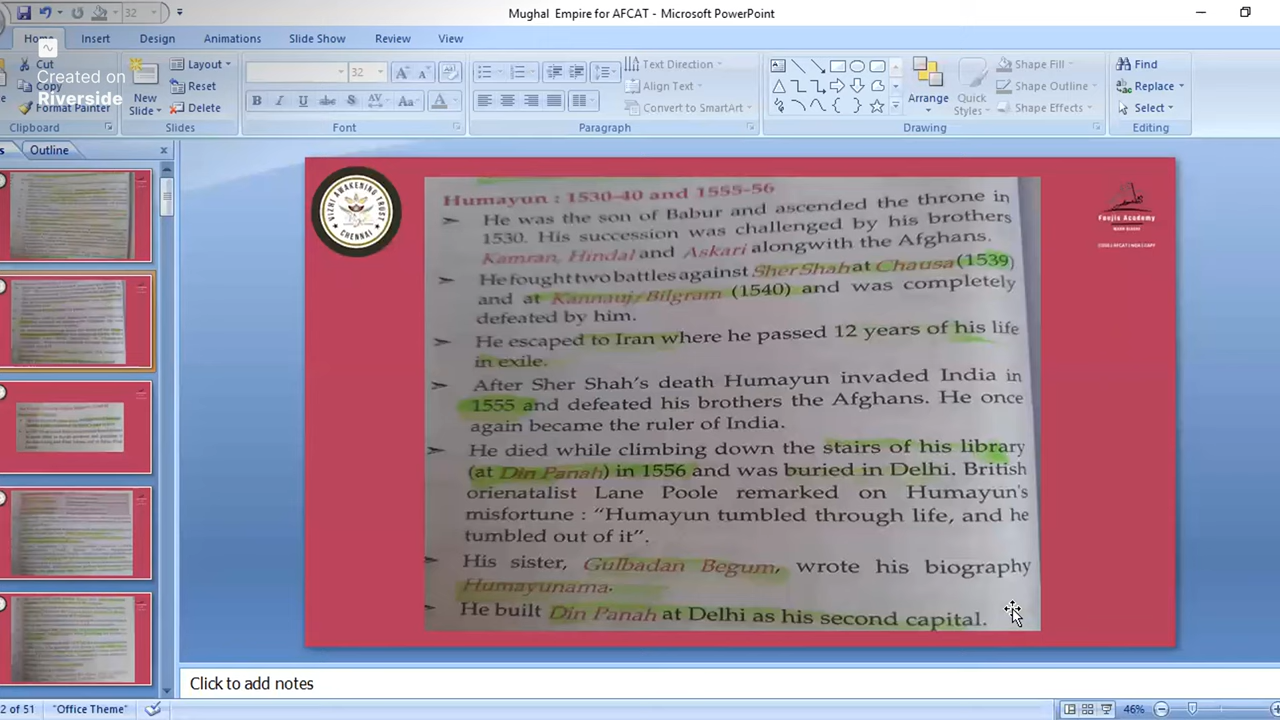 Mughal Empire for AFCAT - Microsoft PowerPoint
32
Home Insert Design Animations Slide Show Review View
Created on
Riverside
Cut
Copy
Format Painter
Clipboard
New
Slide
Layout
Reset
Delete
Slides
32
Font
Text Direction
Align Text
Convert to SmartArt
Paragraph
Arrange
Quick
Styles
Shape Fill
Shape Outline
Shape Effects
Drawing
Find
Replace
Select
Editing
Outline
VIZHI AWAKENING TRUST
CHENNAI
Faujis Academy
Humayun : 1530-40 and 1555-56
➤ He was the son of Babur and ascended the throne in
1530. His succession was challenged by his brothers
Kamran, Hindal and Askari alongwith the Afghans.
➤ He fought two battles against Sher Shah at Chausa (1539)
and at Kannauj/Bilgram (1540) and was completely
defeated by him.
➤ He escaped to Iran where he passed 12 years of his life
in exile.
➤ After Sher Shah's death Humayun invaded India in
1555 and defeated his brothers the Afghans. He once
again became the ruler of India.
➤ He died while climbing down the stairs of his library
(at Din Panah) in 1556 and was buried in Delhi. British
orienatalist Lane Poole remarked on Humayun's
misfortune : “Humayun tumbled through life, and he
tumbled out of it”.
➤ His sister, Gulbadan Begum, wrote his biography
Humayunama.
He built Din Panah at Delhi as his second capital.
Click to add notes
2 of 51 "Office Theme" 46%